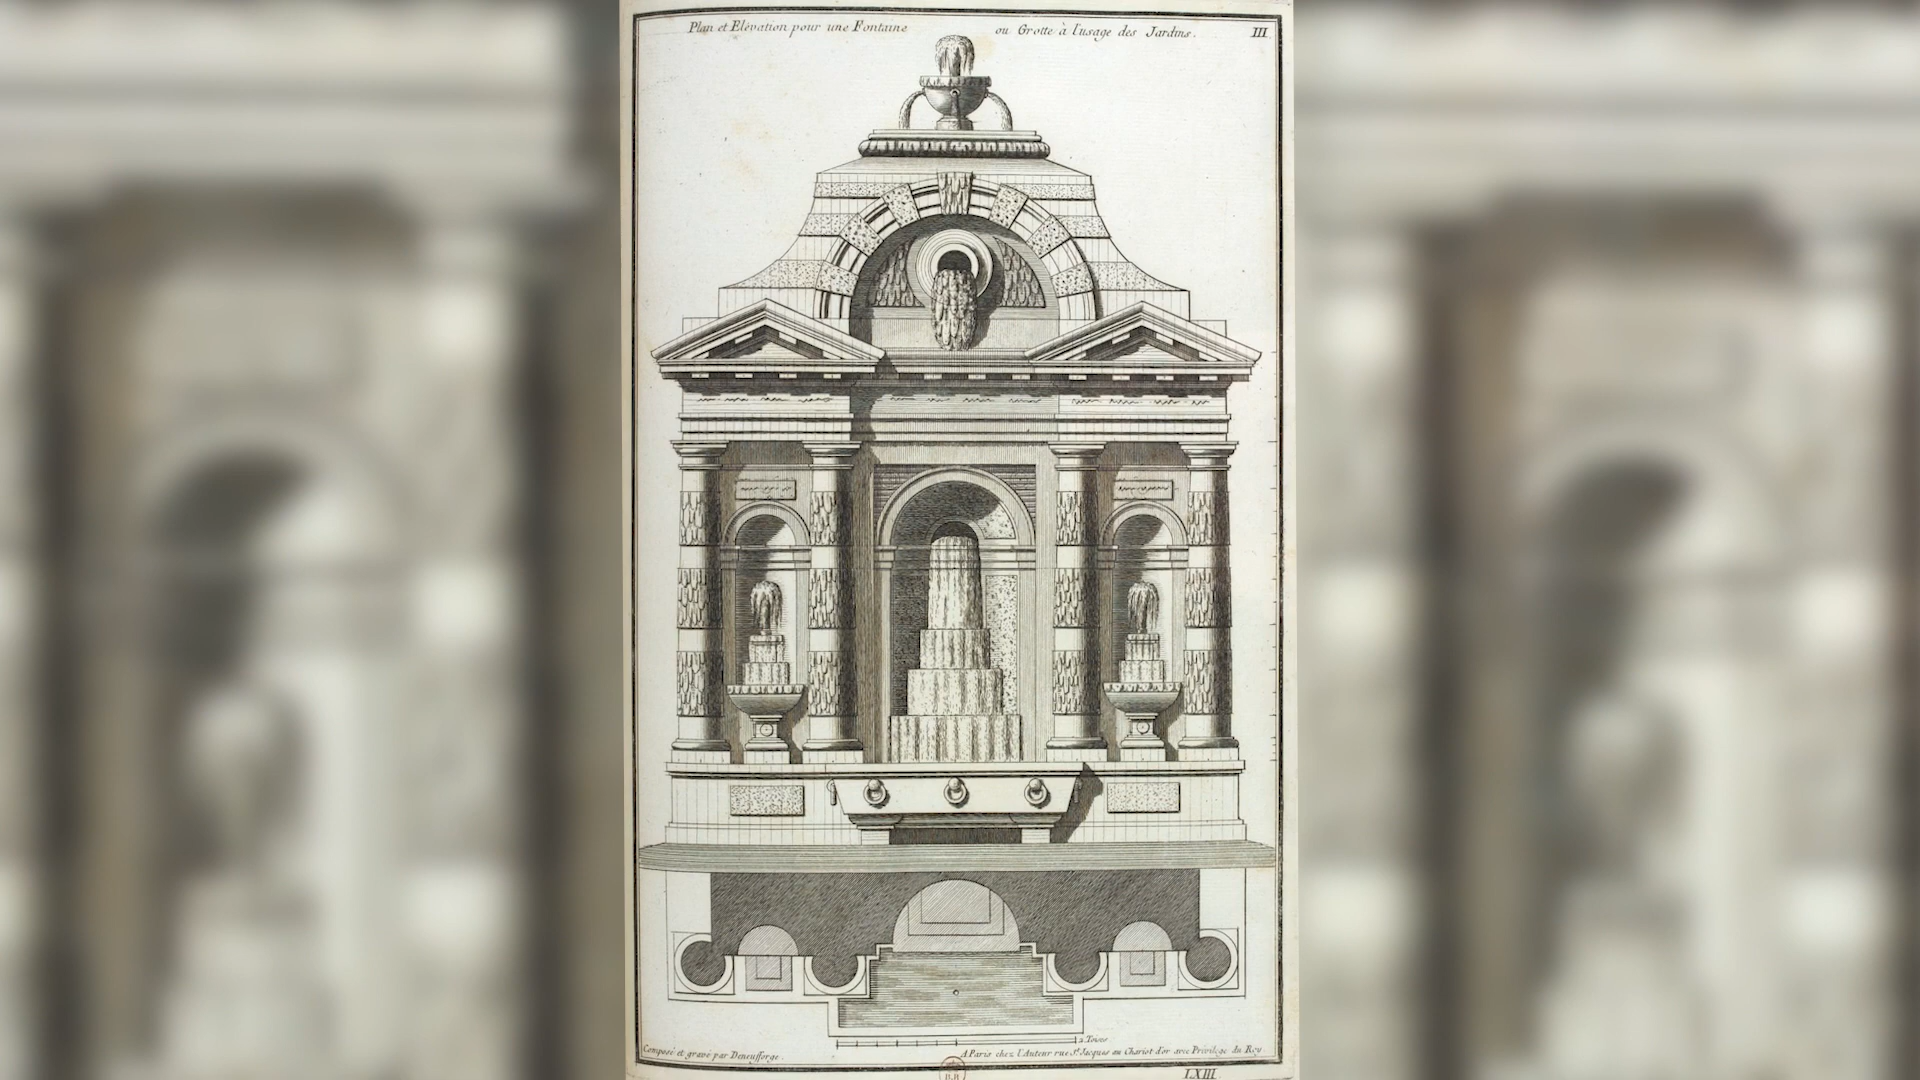 Plan et Elévation pour une Fontaine ou Grotte à l'usage des Jardins. III
2 Toises
Composé et gravé par Deneufforge.
A Paris chez l'Auteur rue St. Jacques au Chariot d'or avec Privilege du Roy.
B.R
LXIII